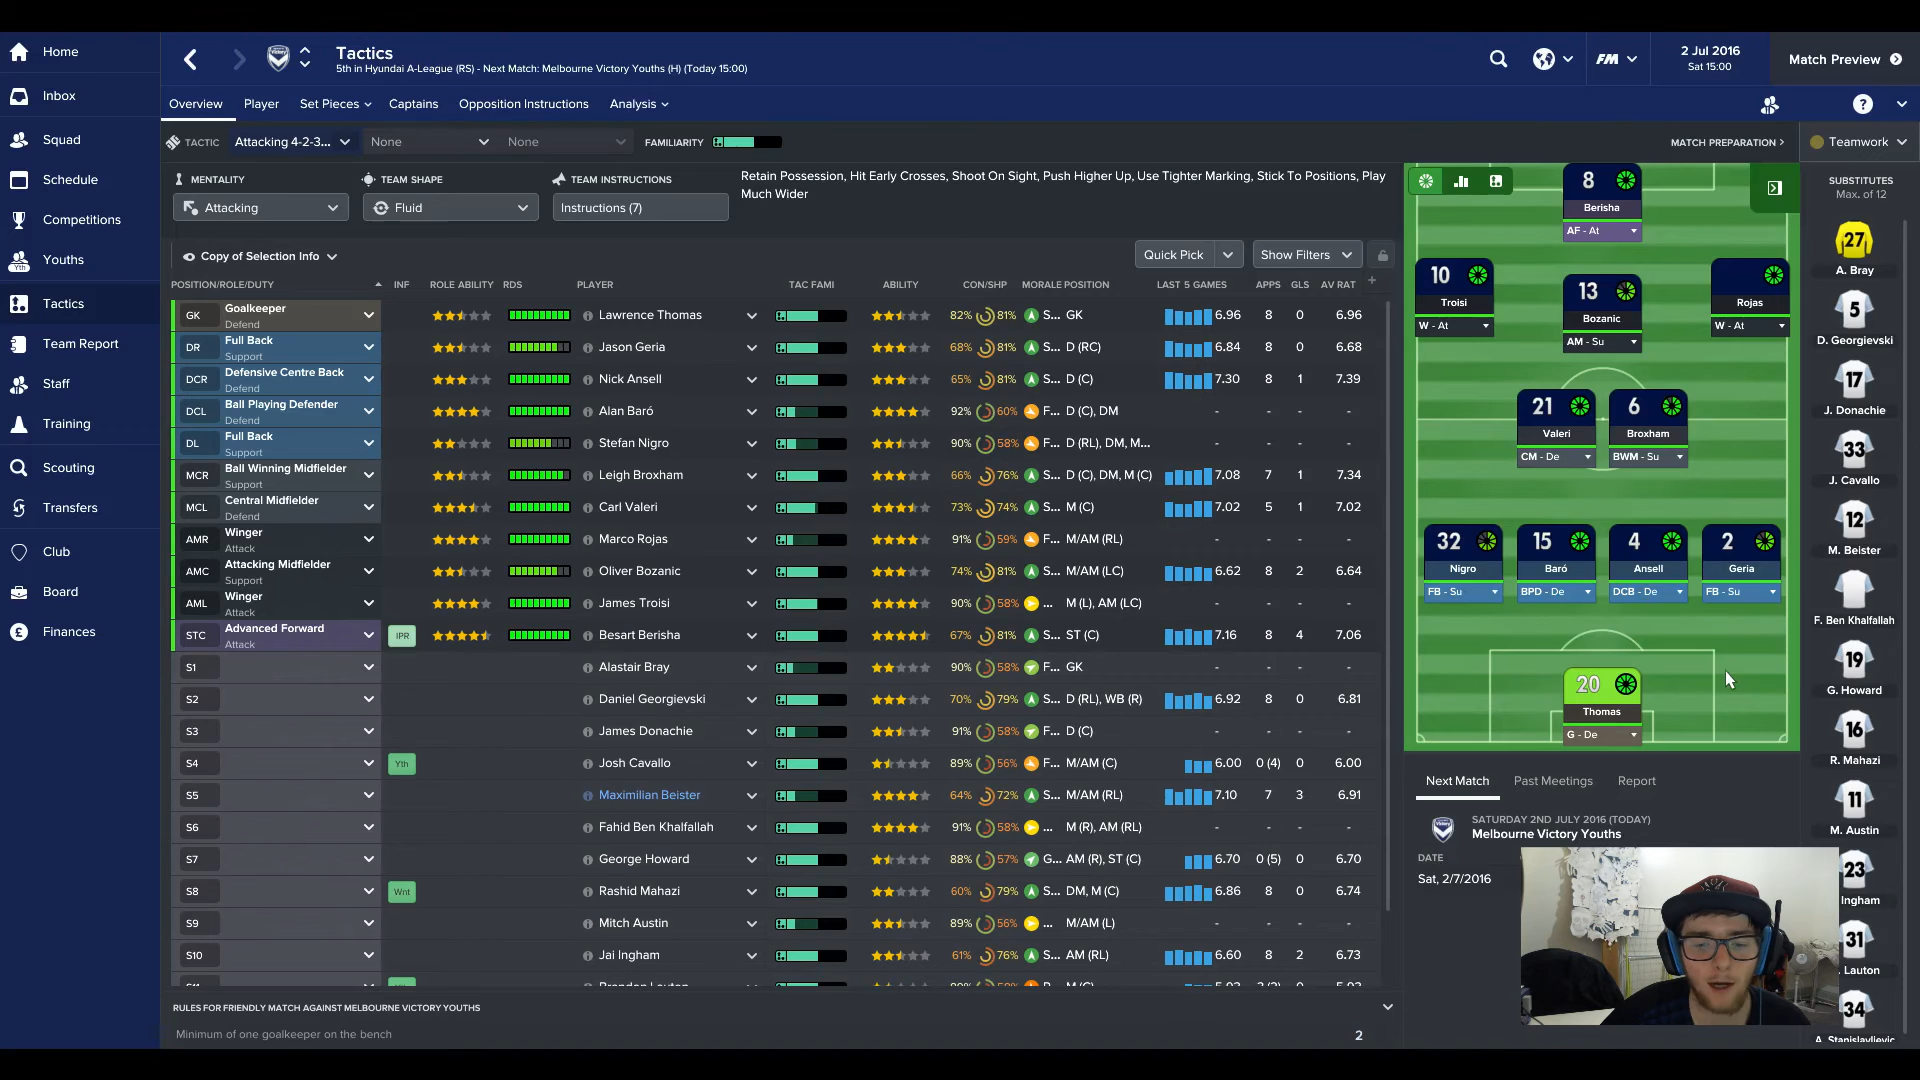 Home
Inbox
Squad
Schedule
Competitions
Youths
Tactics
Team Report
Staff
Training
Scouting
Transfers
Club
Board
Finances
Tactics
5th in Hyundai A-League (RS) - Next Match: Melbourne Victory Youths (H) (Today 15:00)
FM
2 Jul 2016
Sat 15:00
Match Preview
Overview Player Set Pieces Captains Opposition Instructions Analysis
TACTIC Attacking 4-2-3... None None FAMILIARITY
MATCH PREPARATION >
Teamwork
MENTALITY
Attacking
TEAM SHAPE
Fluid
TEAM INSTRUCTIONS
Instructions (7)
Retain Possession, Hit Early Crosses, Shoot On Sight, Push Higher Up, Use Tighter Marking, Stick To Positions, Play
Much Wider
Copy of Selection Info
Quick Pick
Show Filters
POSITION/ROLE/DUTY INF ROLE ABILITY RDS PLAYER TAC FAMI ABILITY CON/SHP MORALE POSITION LAST 5 GAMES APPS GLS AV RAT
GK Goalkeeper Defend Lawrence Thomas 82% 81% S... GK 6.96 8 0 6.96
DR Full Back Support Jason Geria 68% 81% S... D (RC) 6.84 8 0 6.68
DCR Defensive Centre Back Defend Nick Ansell 65% 81% S... D (C) 7.30 8 1 7.39
DCL Ball Playing Defender Defend Alan Baró 92% 60% F... D (C), DM - - - -
DL Full Back Support Stefan Nigro 90% 58% F... D (RL), DM, M... - - - -
MCR Ball Winning Midfielder Support Leigh Broxham 66% 76% S... D (C), DM, M (C) 7.08 7 1 7.34
MCL Central Midfielder Defend Carl Valeri 73% 74% S... M (C) 7.02 5 1 7.02
AMR Winger Attack Marco Rojas 91% 59% F... M/AM (RL) - - - -
AMC Attacking Midfielder Support Oliver Bozanic 74% 81% S... M/AM (LC) 6.62 8 2 6.64
AML Winger Attack James Troisi 90% 58% ... M (L), AM (LC) - - - -
STC Advanced Forward Attack IPR Besart Berisha 67% 81% S... ST (C) 7.16 8 4 7.06
S1 Alastair Bray 90% 58% F... GK - - - -
S2 Daniel Georgievski 70% 79% S... D (RL), WB (R) 6.92 8 0 6.81
S3 James Donachie 91% 58% F... D (C) - - - -
S4 Yth Josh Cavallo 89% 56% F... M/AM (C) 6.00 0 (4) 0 6.00
S5 Maximilian Beister 64% 72% S... M/AM (RL) 7.10 7 3 6.91
S6 Fahid Ben Khalfallah 91% 58% ... M (R), AM (RL) - - - -
S7 George Howard 88% 57% G... AM (R), ST (C) 6.70 0 (5) 0 6.70
S8 Wnt Rashid Mahazi 60% 79% S... DM, M (C) 6.86 8 0 6.74
S9 Mitch Austin 89% 56% ... M/AM (L) - - - -
S10 Jai Ingham 61% 76% S... AM (RL) 6.60 8 2 6.73
RULES FOR FRIENDLY MATCH AGAINST MELBOURNE VICTORY YOUTHS
Minimum of one goalkeeper on the bench 2
8
Berisha
AF - At
10
Troisi
W - At
13
Bozanic
AM - Su
Rojas
W - At
21
Valeri
CM - De
6
Broxham
BWM - Su
32
Nigro
FB - Su
15
Baró
BPD - De
4
Ansell
DCB - De
2
Geria
FB - Su
20
Thomas
G - De
Next Match Past Meetings Report
SATURDAY 2ND JULY 2016 (TODAY)
Melbourne Victory Youths
DATE
Sat, 2/7/2016
SUBSTITUTES
Max. of 12
27
A. Bray
5
D. Georgievski
17
J. Donachie
33
J. Cavallo
12
M. Beister
F. Ben Khalfallah
19
G. Howard
16
R. Mahazi
11
M. Austin
23
Ingham
31
. Lauton
34
A. Stanislavljevic